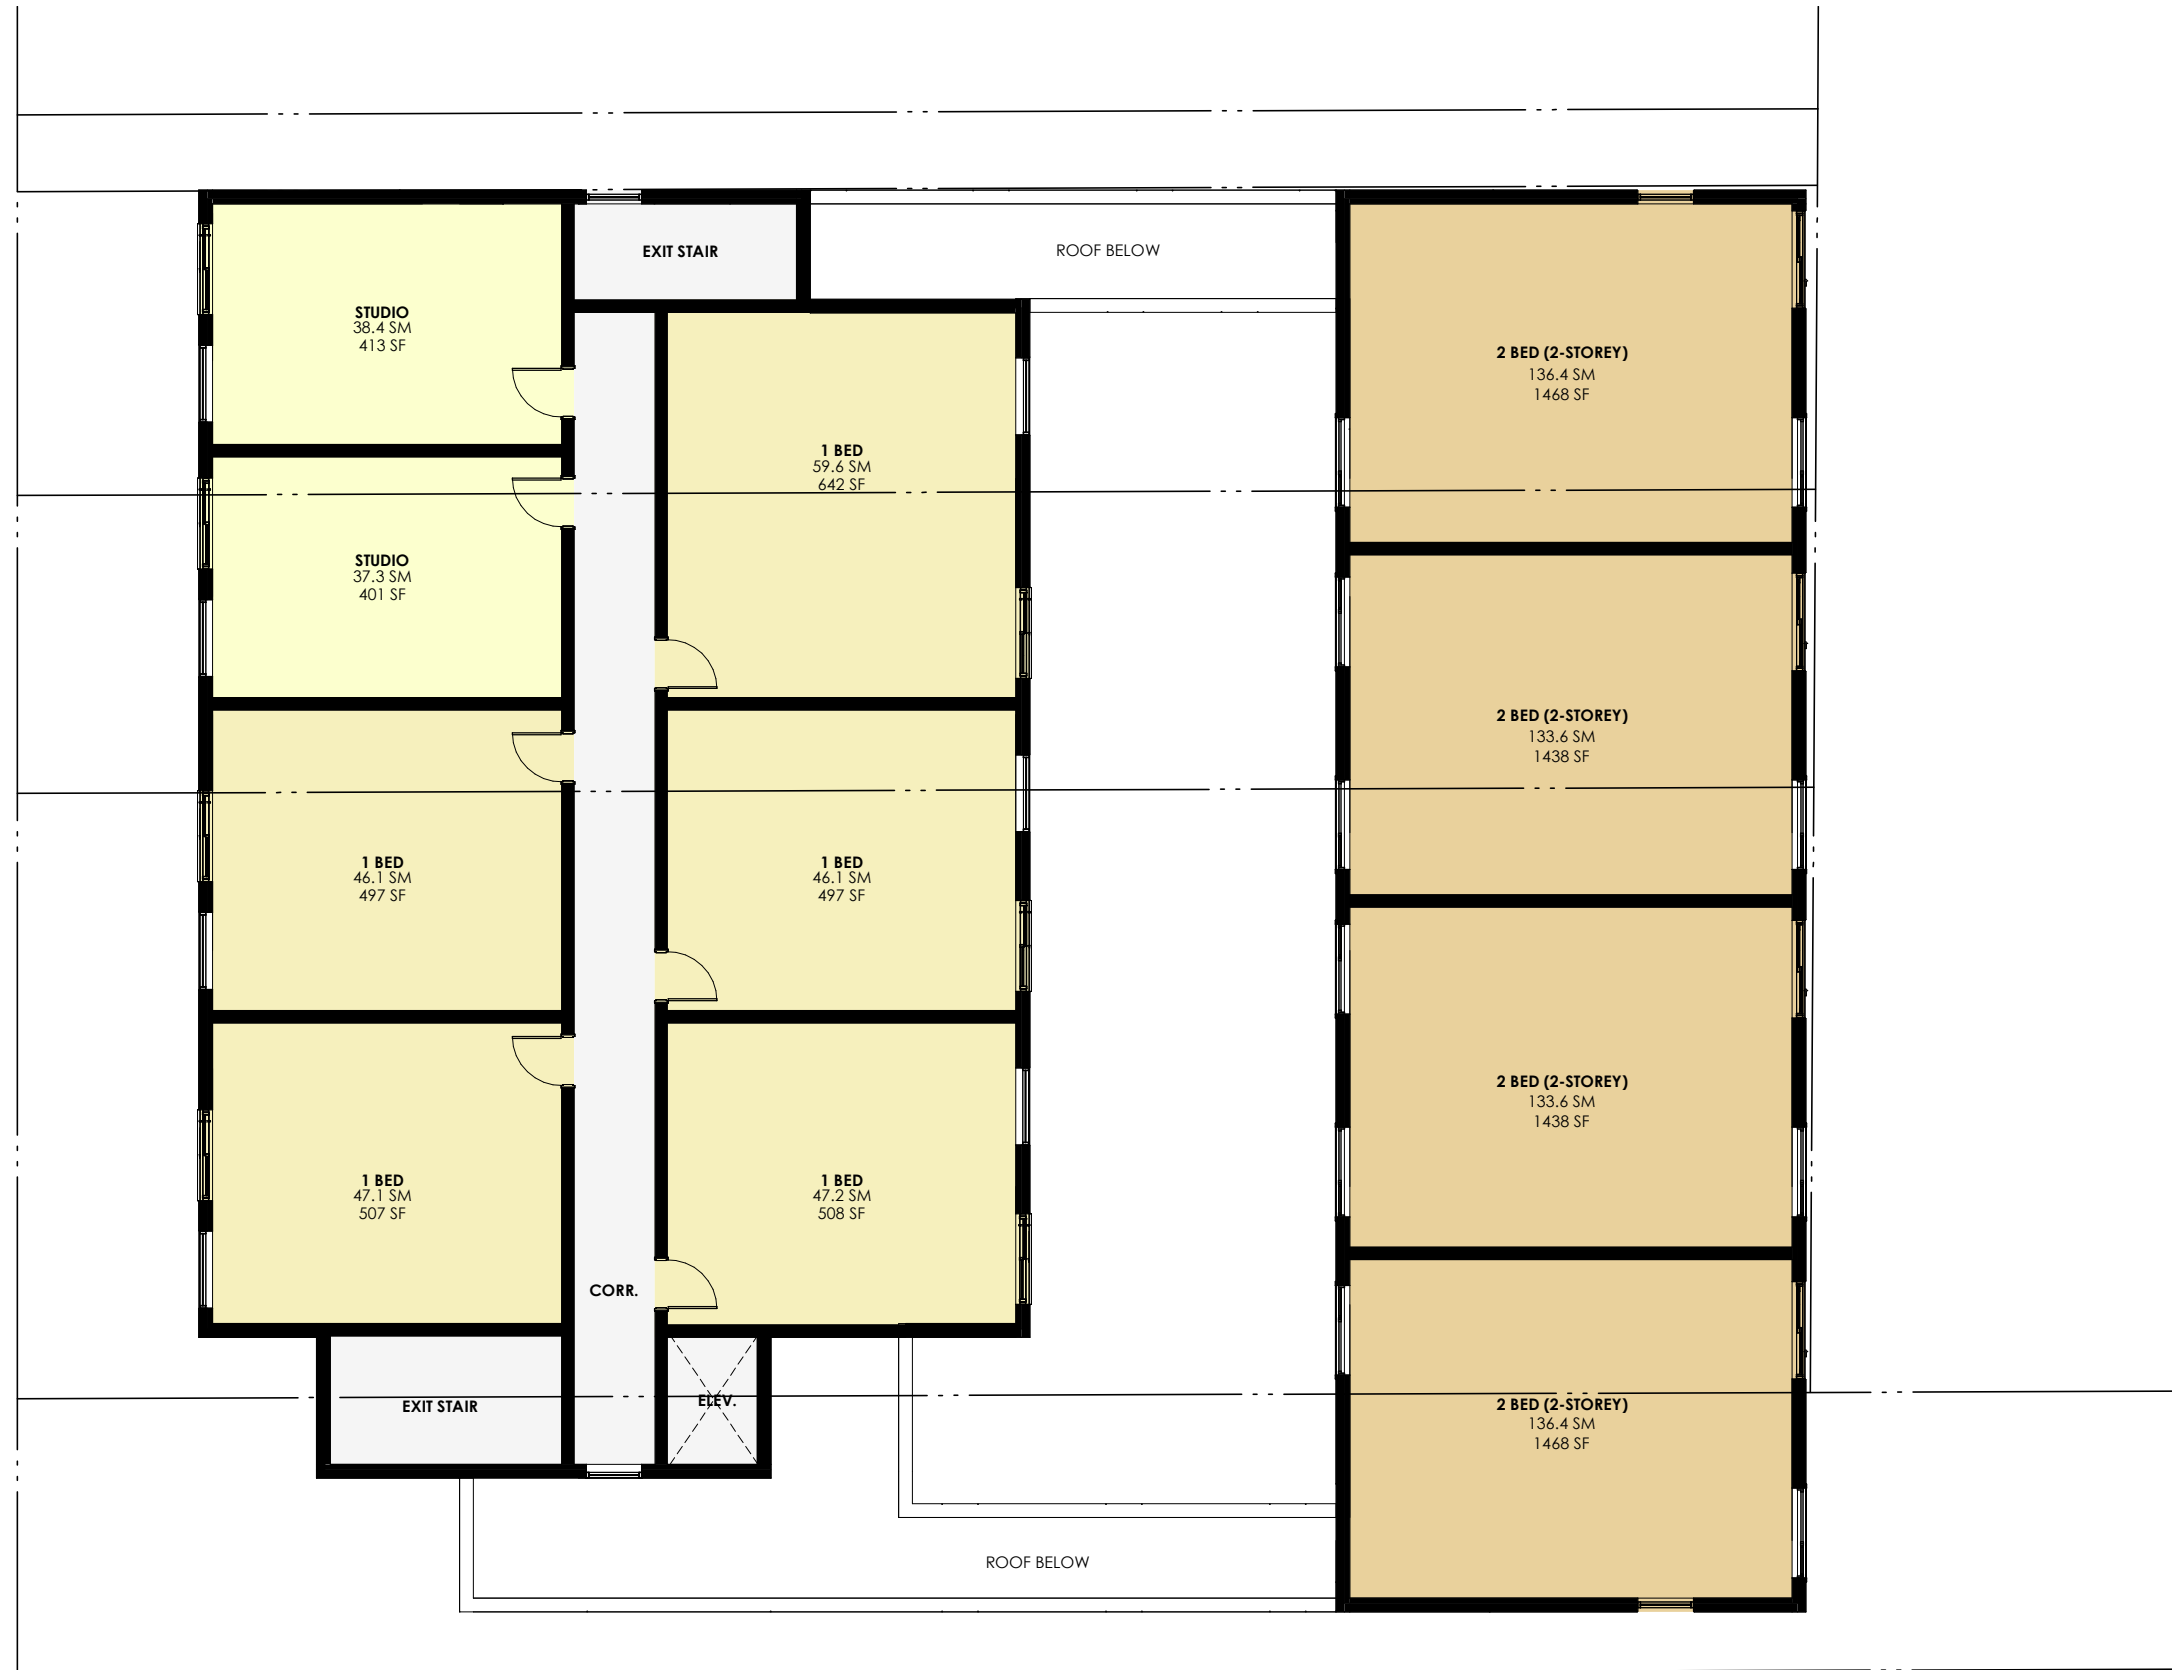 EXIT STAIR
ROOF BELOW
STUDIO
38.4 SM
413 SF
2 BED (2-STOREY)
136.4 SM
1468 SF
1 BED
59.6 SM
642 SF
STUDIO
37.3 SM
401 SF
2 BED (2-STOREY)
133.6 SM
1438 SF
1 BED
46.1 SM
497 SF
1 BED
46.1 SM
497 SF
2 BED (2-STOREY)
133.6 SM
1438 SF
1 BED
47.1 SM
507 SF
1 BED
47.2 SM
508 SF
CORR.
EXIT STAIR
ELEV.
2 BED (2-STOREY)
136.4 SM
1468 SF
ROOF BELOW